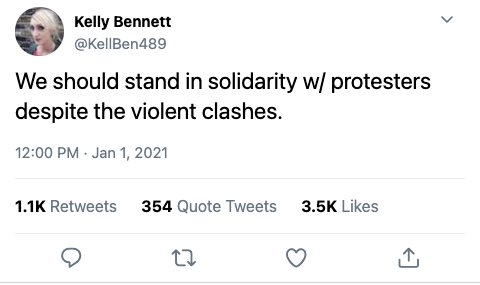 Kelly Bennett
@KellBen489
We should stand in solidarity w/ protesters
despite the violent clashes.
12:00 PM · Jan 1, 2021
1.1K Retweets 354 Quote Tweets 3.5K Likes